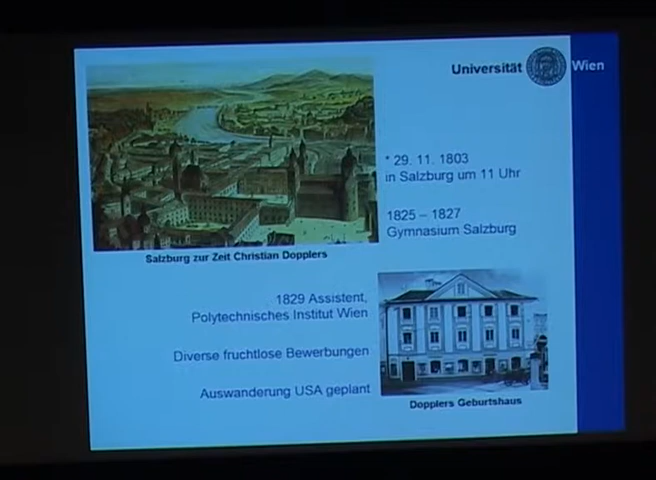 Universität Wien
* 29. 11. 1803
in Salzburg um 11 Uhr
1825 – 1827
Gymnasium Salzburg
Salzburg zur Zeit Christian Dopplers
1829 Assistent,
Polytechnisches Institut Wien
Diverse fruchtlose Bewerbungen
Auswanderung USA geplant
Dopplers Geburtshaus